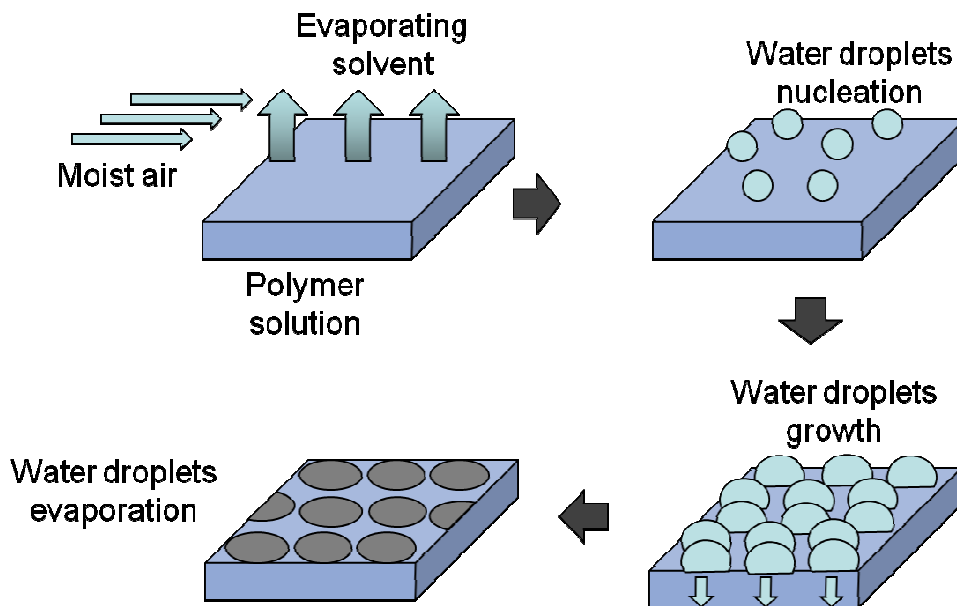 Evaporating
solvent
Moist air
Polymer
solution
Water droplets
nucleation
Water droplets
growth
Water droplets
evaporation